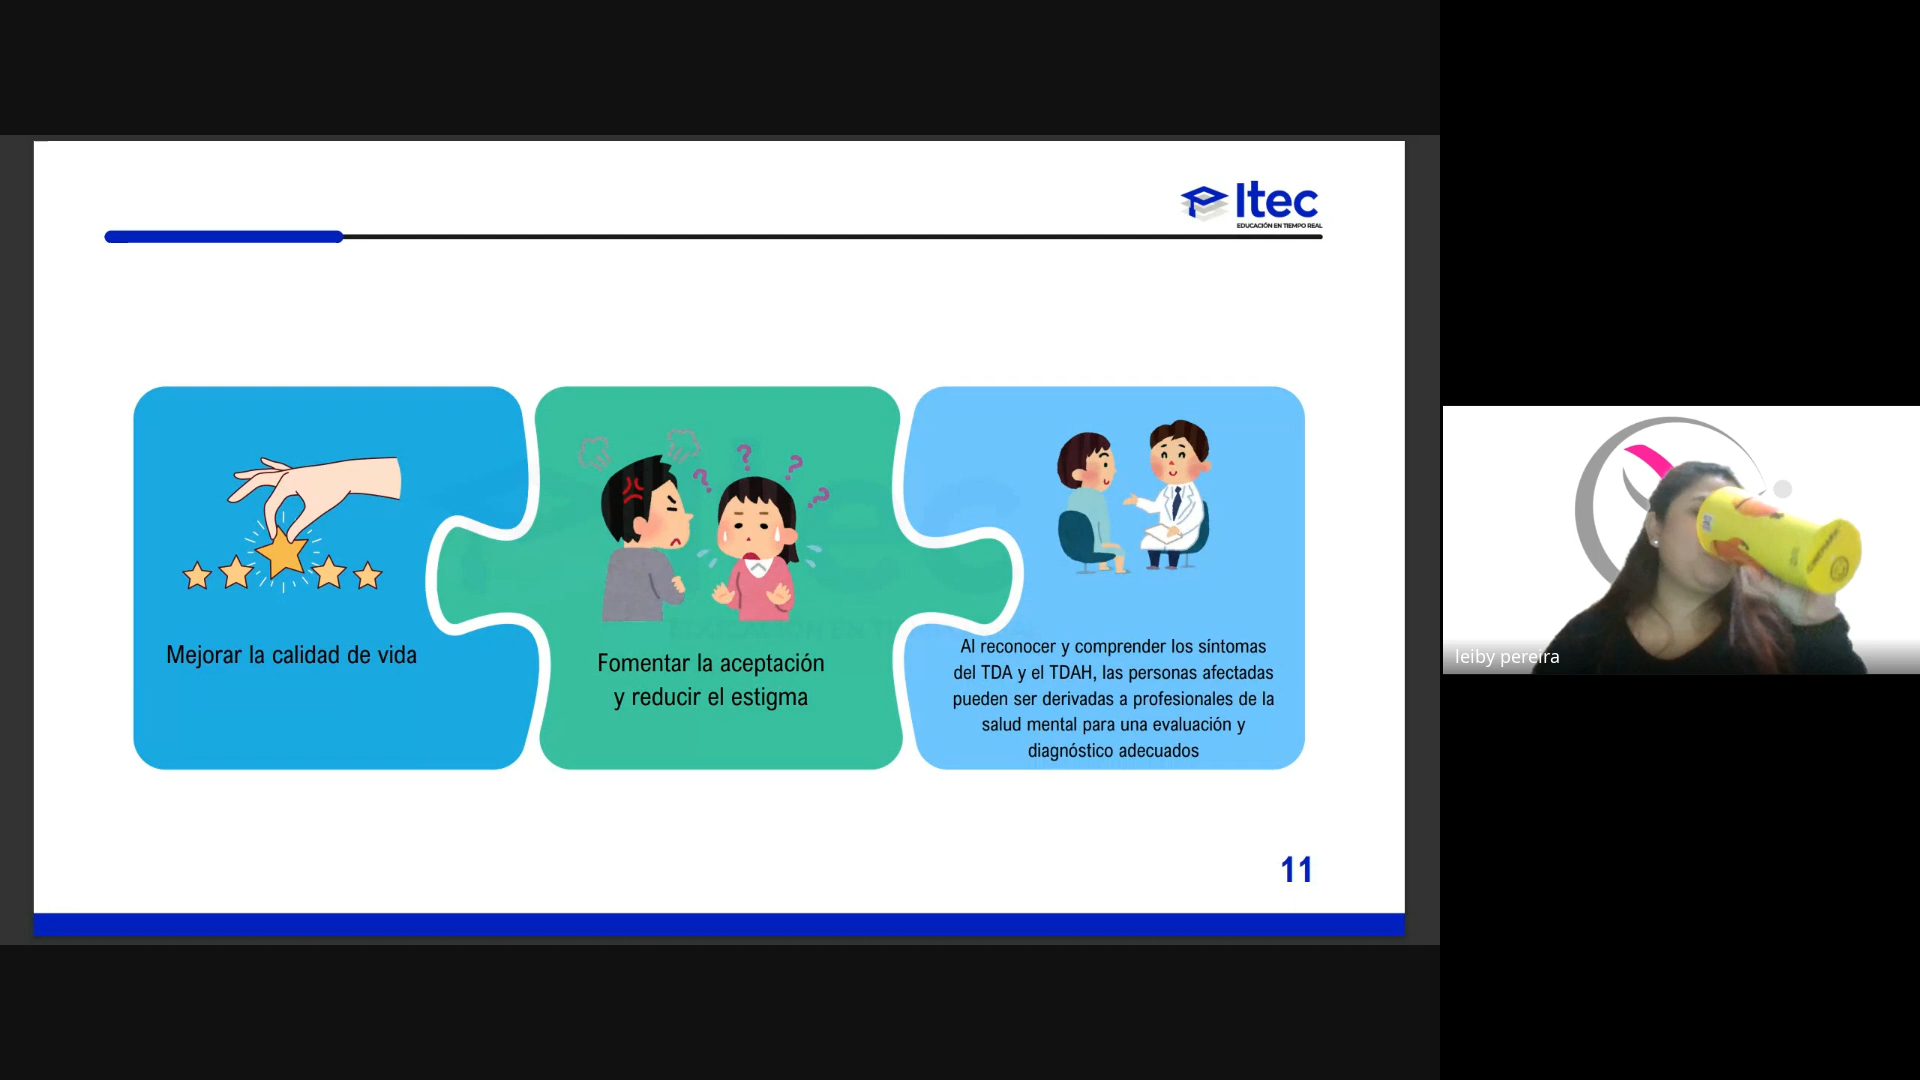 Itec
EDUCACIÓN EN TIEMPO REAL
Mejorar la calidad de vida
Fomentar la aceptación
y reducir el estigma
Al reconocer y comprender los síntomas
del TDA y el TDAH, las personas afectadas
pueden ser derivadas a profesionales de la
salud mental para una evaluación y
diagnóstico adecuados
11
leiby pereira